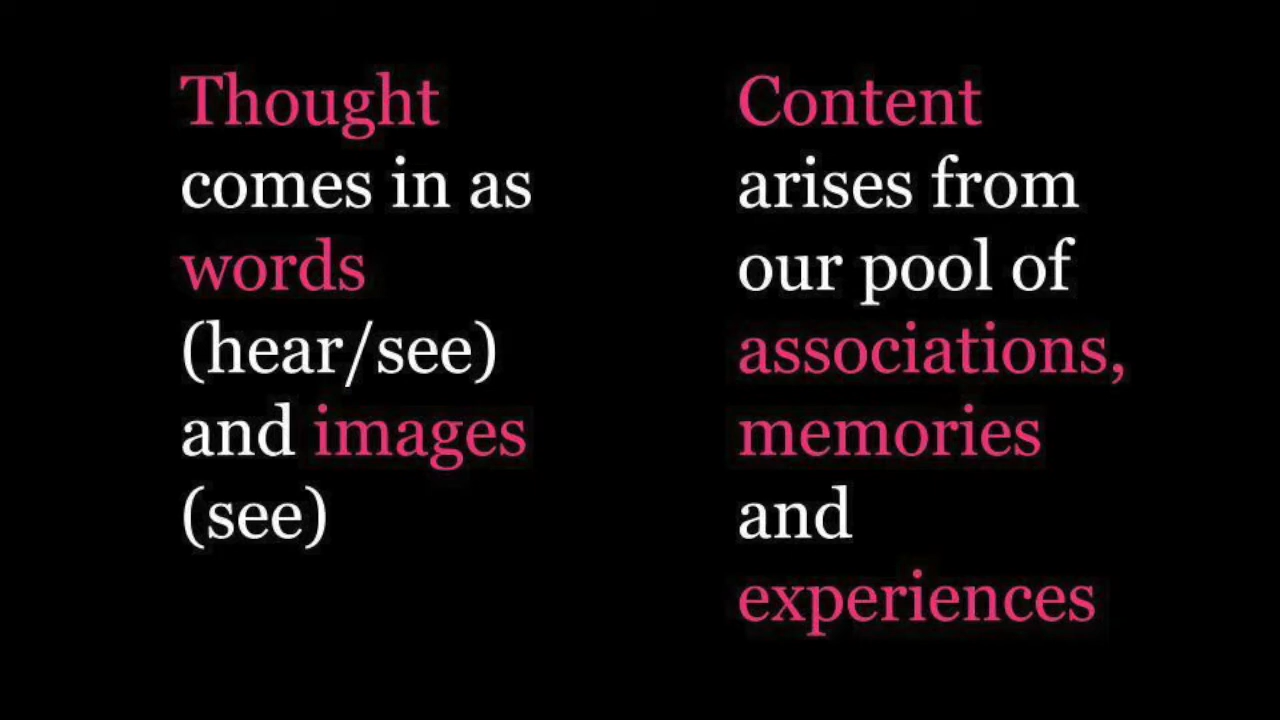 Thought
comes in as
words
(hear/see)
and images
(see)
Content
arises from
our pool of
associations,
memories
and
experiences